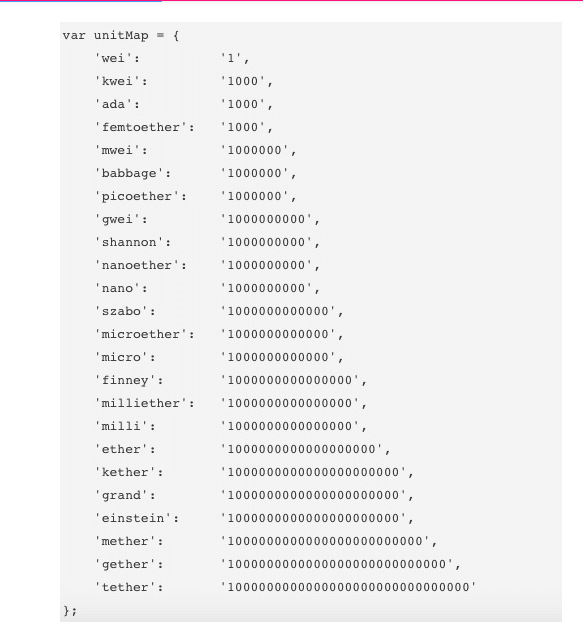 var unitMap = {
'wei': '1',
'kwei': '1000',
'ada': '1000',
'femtoether': '1000',
'mwei': '1000000',
'babbage': '1000000',
'picoether': '1000000',
'gwei': '1000000000',
'shannon': '1000000000',
'nanoether': '1000000000',
'nano': '1000000000',
'szabo': '1000000000000',
'microether': '1000000000000',
'micro': '1000000000000',
'finney': '1000000000000000',
'milliether': '1000000000000000',
'milli': '1000000000000000',
'ether': '1000000000000000000',
'kether': '1000000000000000000000',
'grand': '1000000000000000000000',
'einstein': '1000000000000000000000',
'mether': '1000000000000000000000000',
'gether': '1000000000000000000000000000',
'tether': '1000000000000000000000000000000'
};